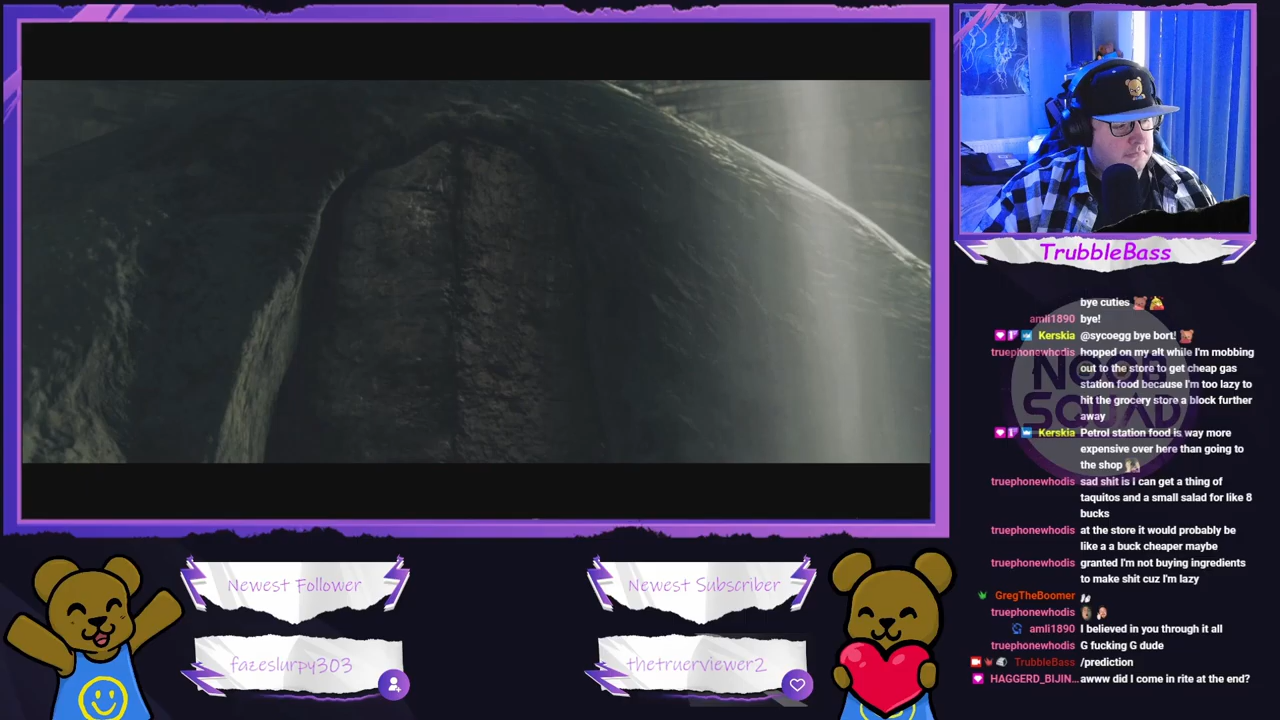 TrubbleBass
bye cuties
amli1890 bye!
Kerskia @sycoegg bye bort!
truephonewhodis hopped on my alt while I'm mobbing
out to the store to get cheap gas
station food because I'm too lazy to
hit the grocery store a block further
away
NOOB
SQUAD
Kerskia Petrol station food is way more
expensive over here than going to
the shop
truephonewhodis sad shit is i can get a thing of
taquitos and a small salad for like 8
bucks
truephonewhodis at the store it would probably be
like a a buck cheaper maybe
truephonewhodis granted I'm not buying ingredients
to make shit cuz I'm lazy
GregTheBoomer
truephonewhodis
amli1890 I believed in you through it all
truephonewhodis G fucking G dude
TrubbleBass /prediction
HAGGERD_BIJIN... awww did I come in rite at the end?
Newest Follower
fazeslurpy303
Newest Subscriber
thetruerviewer2